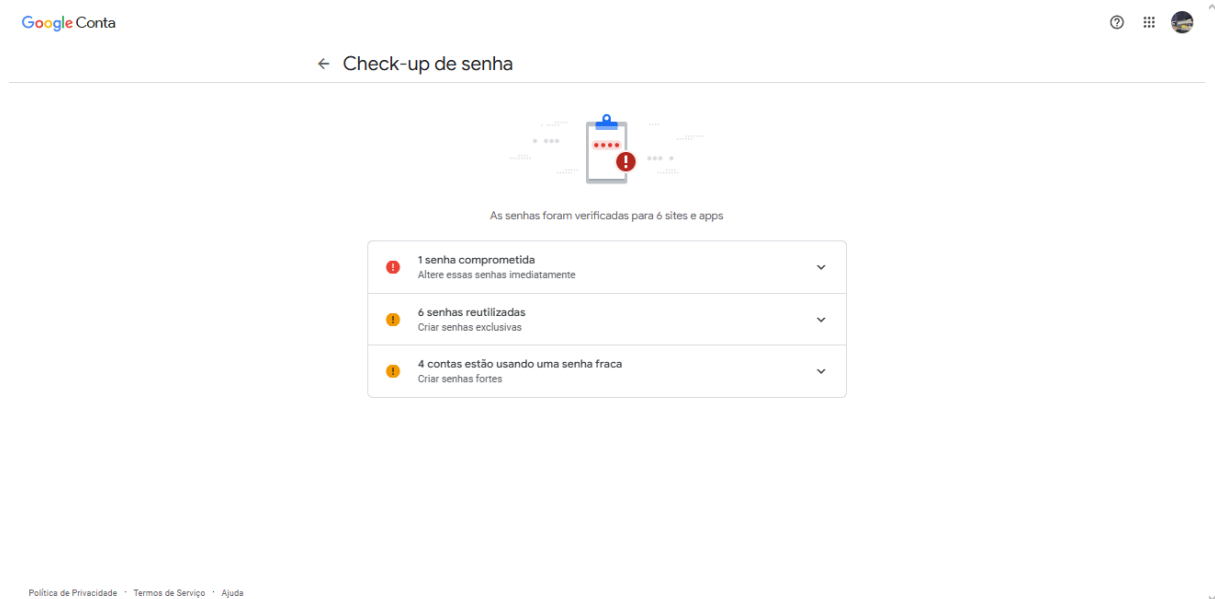 Google Conta
Check-up de senha
As senhas foram verificadas para 6 sites e apps
1 senha comprometida
Altere essas senhas imediatamente
6 senhas reutilizadas
Criar senhas exclusivas
4 contas estão usando uma senha fraca
Criar senhas fortes
Política de Privacidade · Termos de Serviço · Ajuda